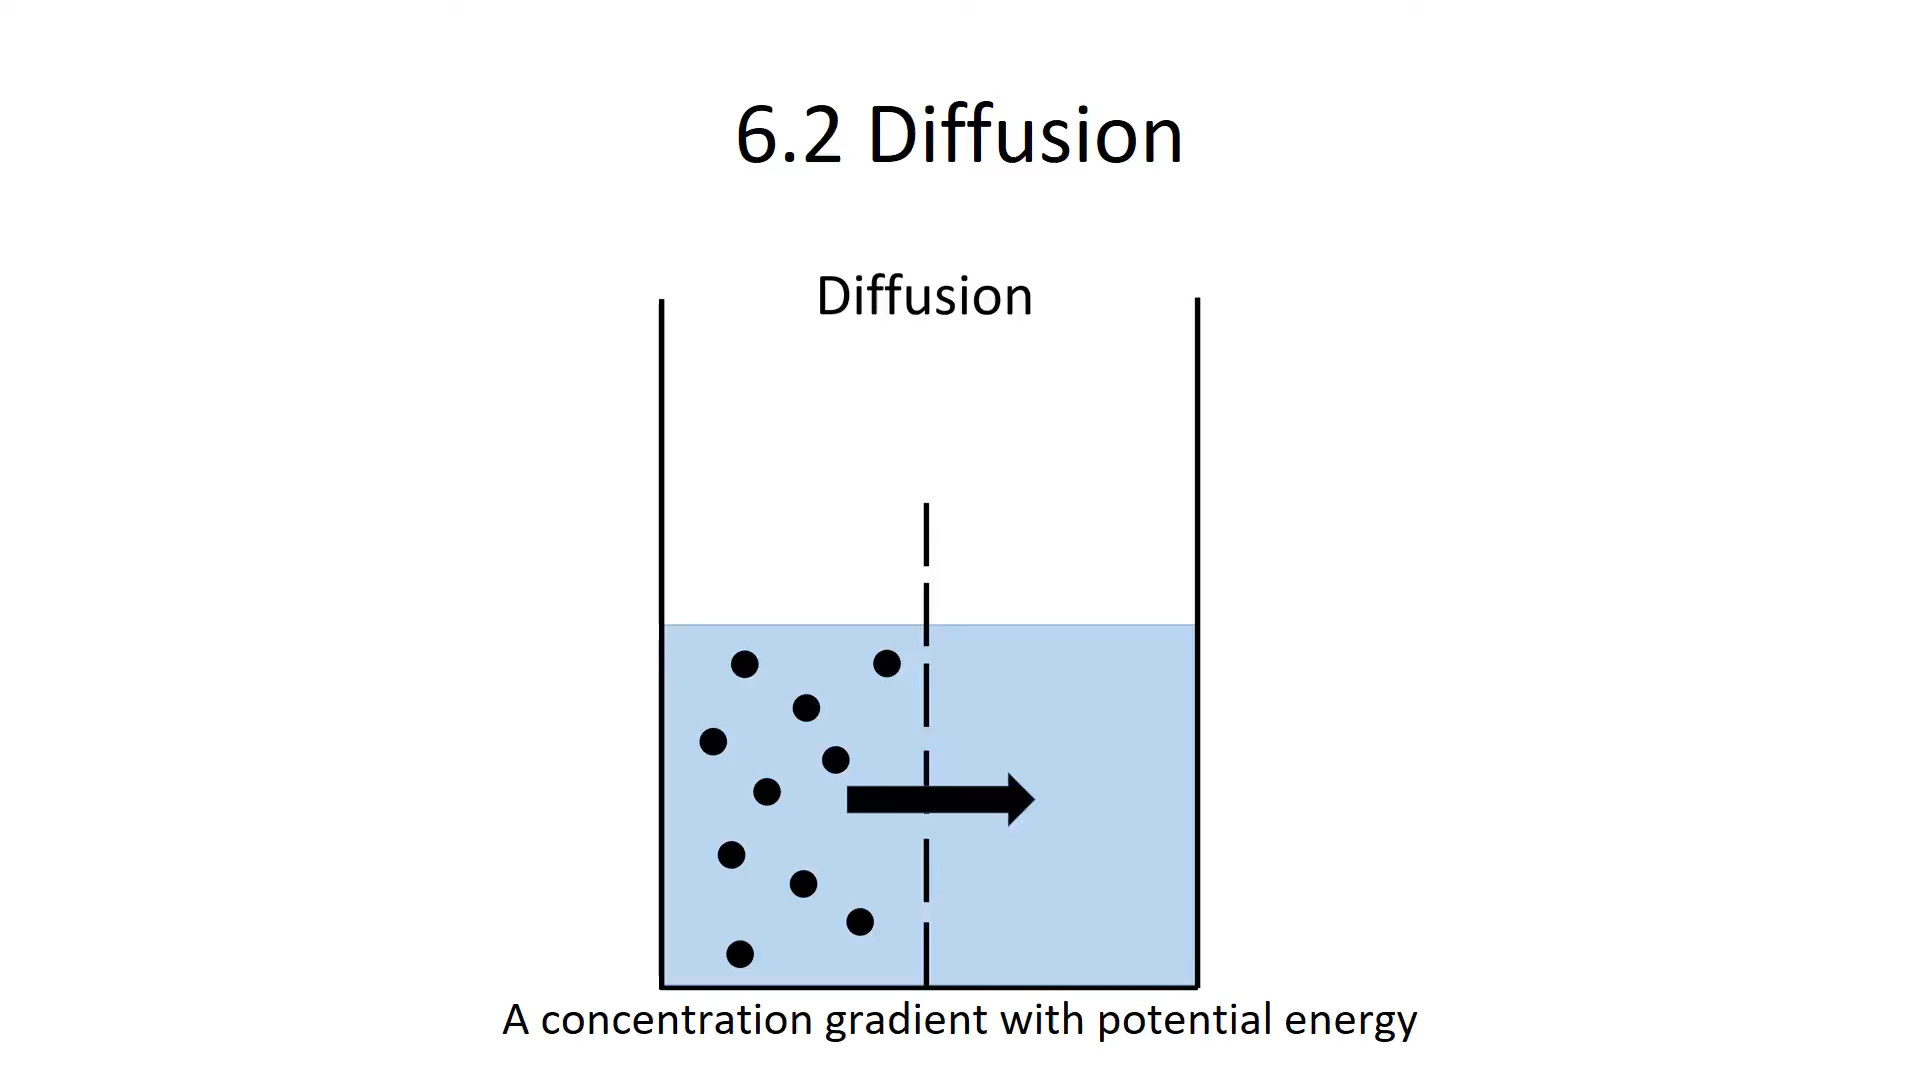 6.2 Diffusion
Diffusion
A concentration gradient with potential energy